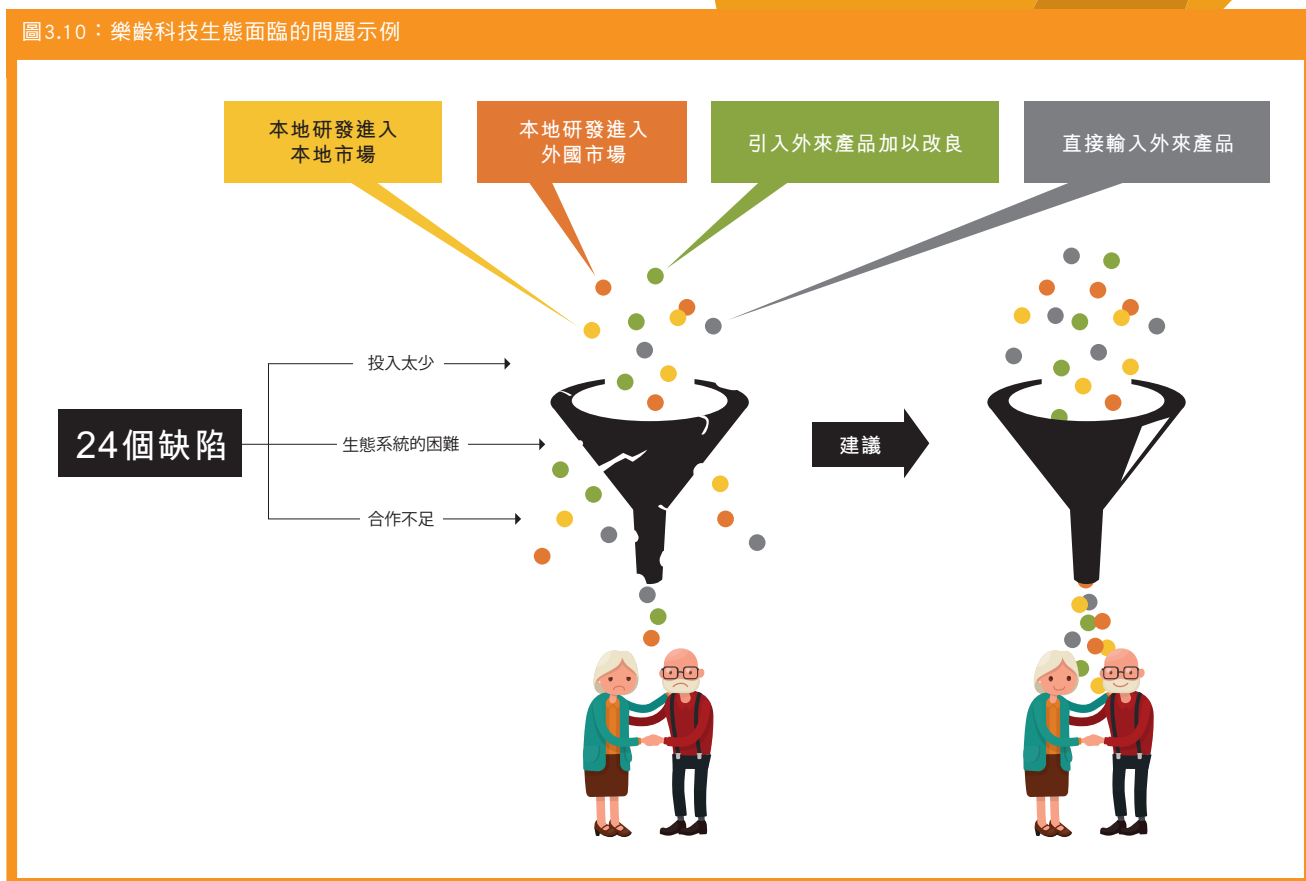 圖3.10：樂齡科技生態面臨的問題示例
本地研發進入
本地市場
本地研發進入
外國市場
引入外來產品加以改良
直接輸入外來產品
投入太少
24個缺陷
生態系統的困難
合作不足
建議